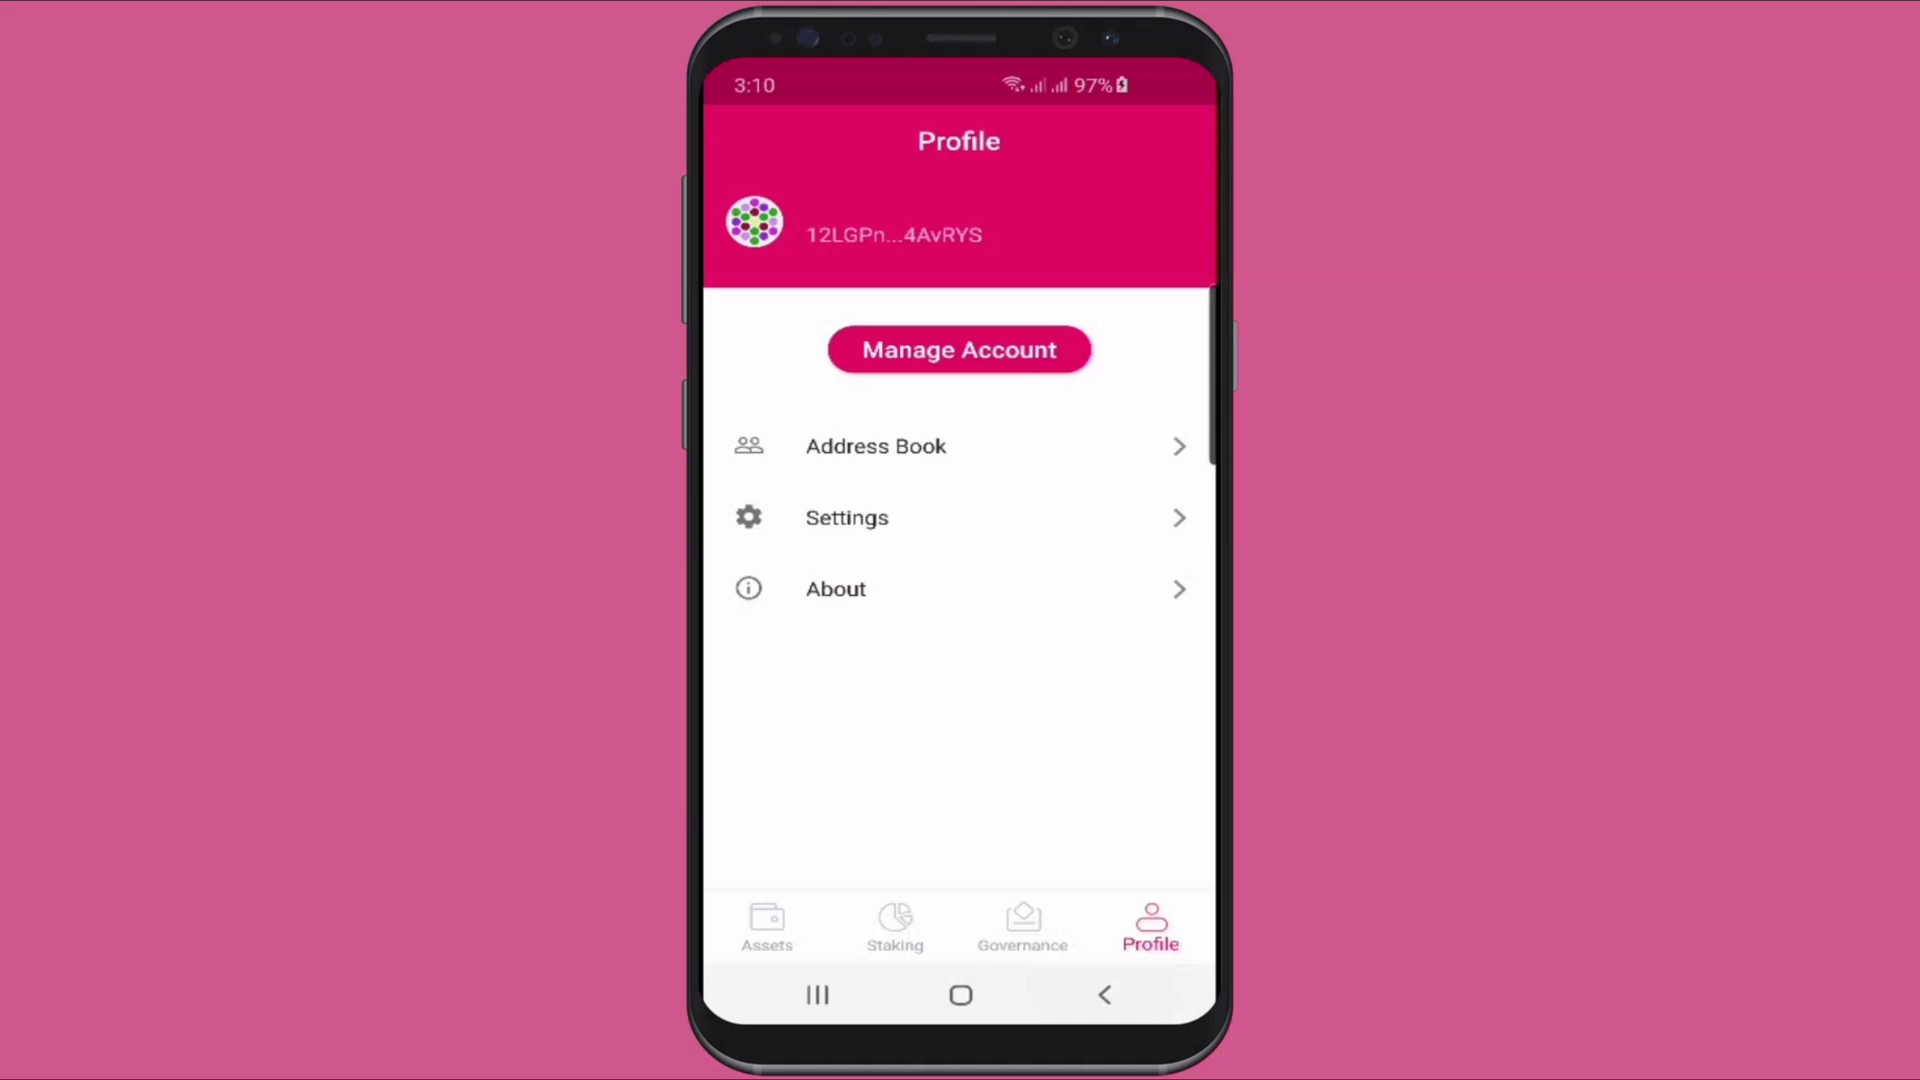 3:10
97%
Profile
12LGPn...4AvRYS
Manage Account
Address Book
Settings
About
Assets
Staking
Governance
Profile